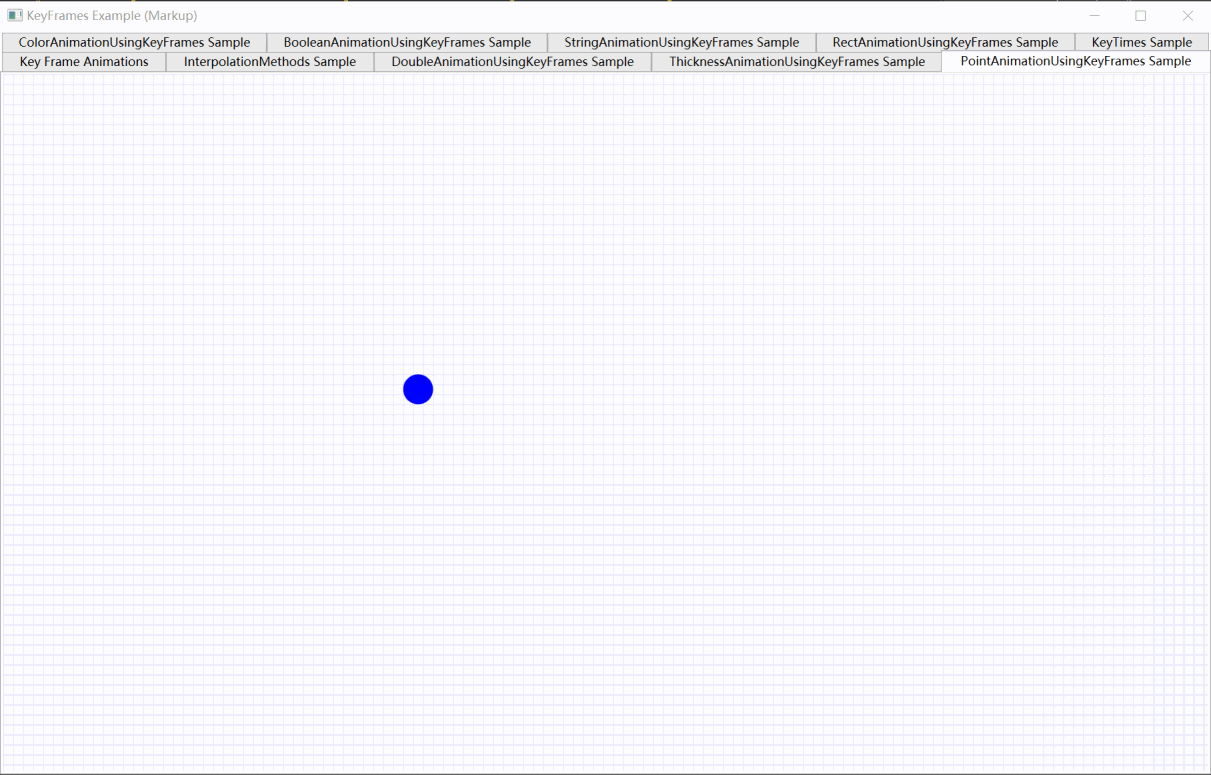 KeyFrames Example (Markup)
ColorAnimationUsingKeyFrames Sample BooleanAnimationUsingKeyFrames Sample StringAnimationUsingKeyFrames Sample RectAnimationUsingKeyFrames Sample KeyTimes Sample
Key Frame Animations InterpolationMethods Sample DoubleAnimationUsingKeyFrames Sample ThicknessAnimationUsingKeyFrames Sample PointAnimationUsingKeyFrames Sample